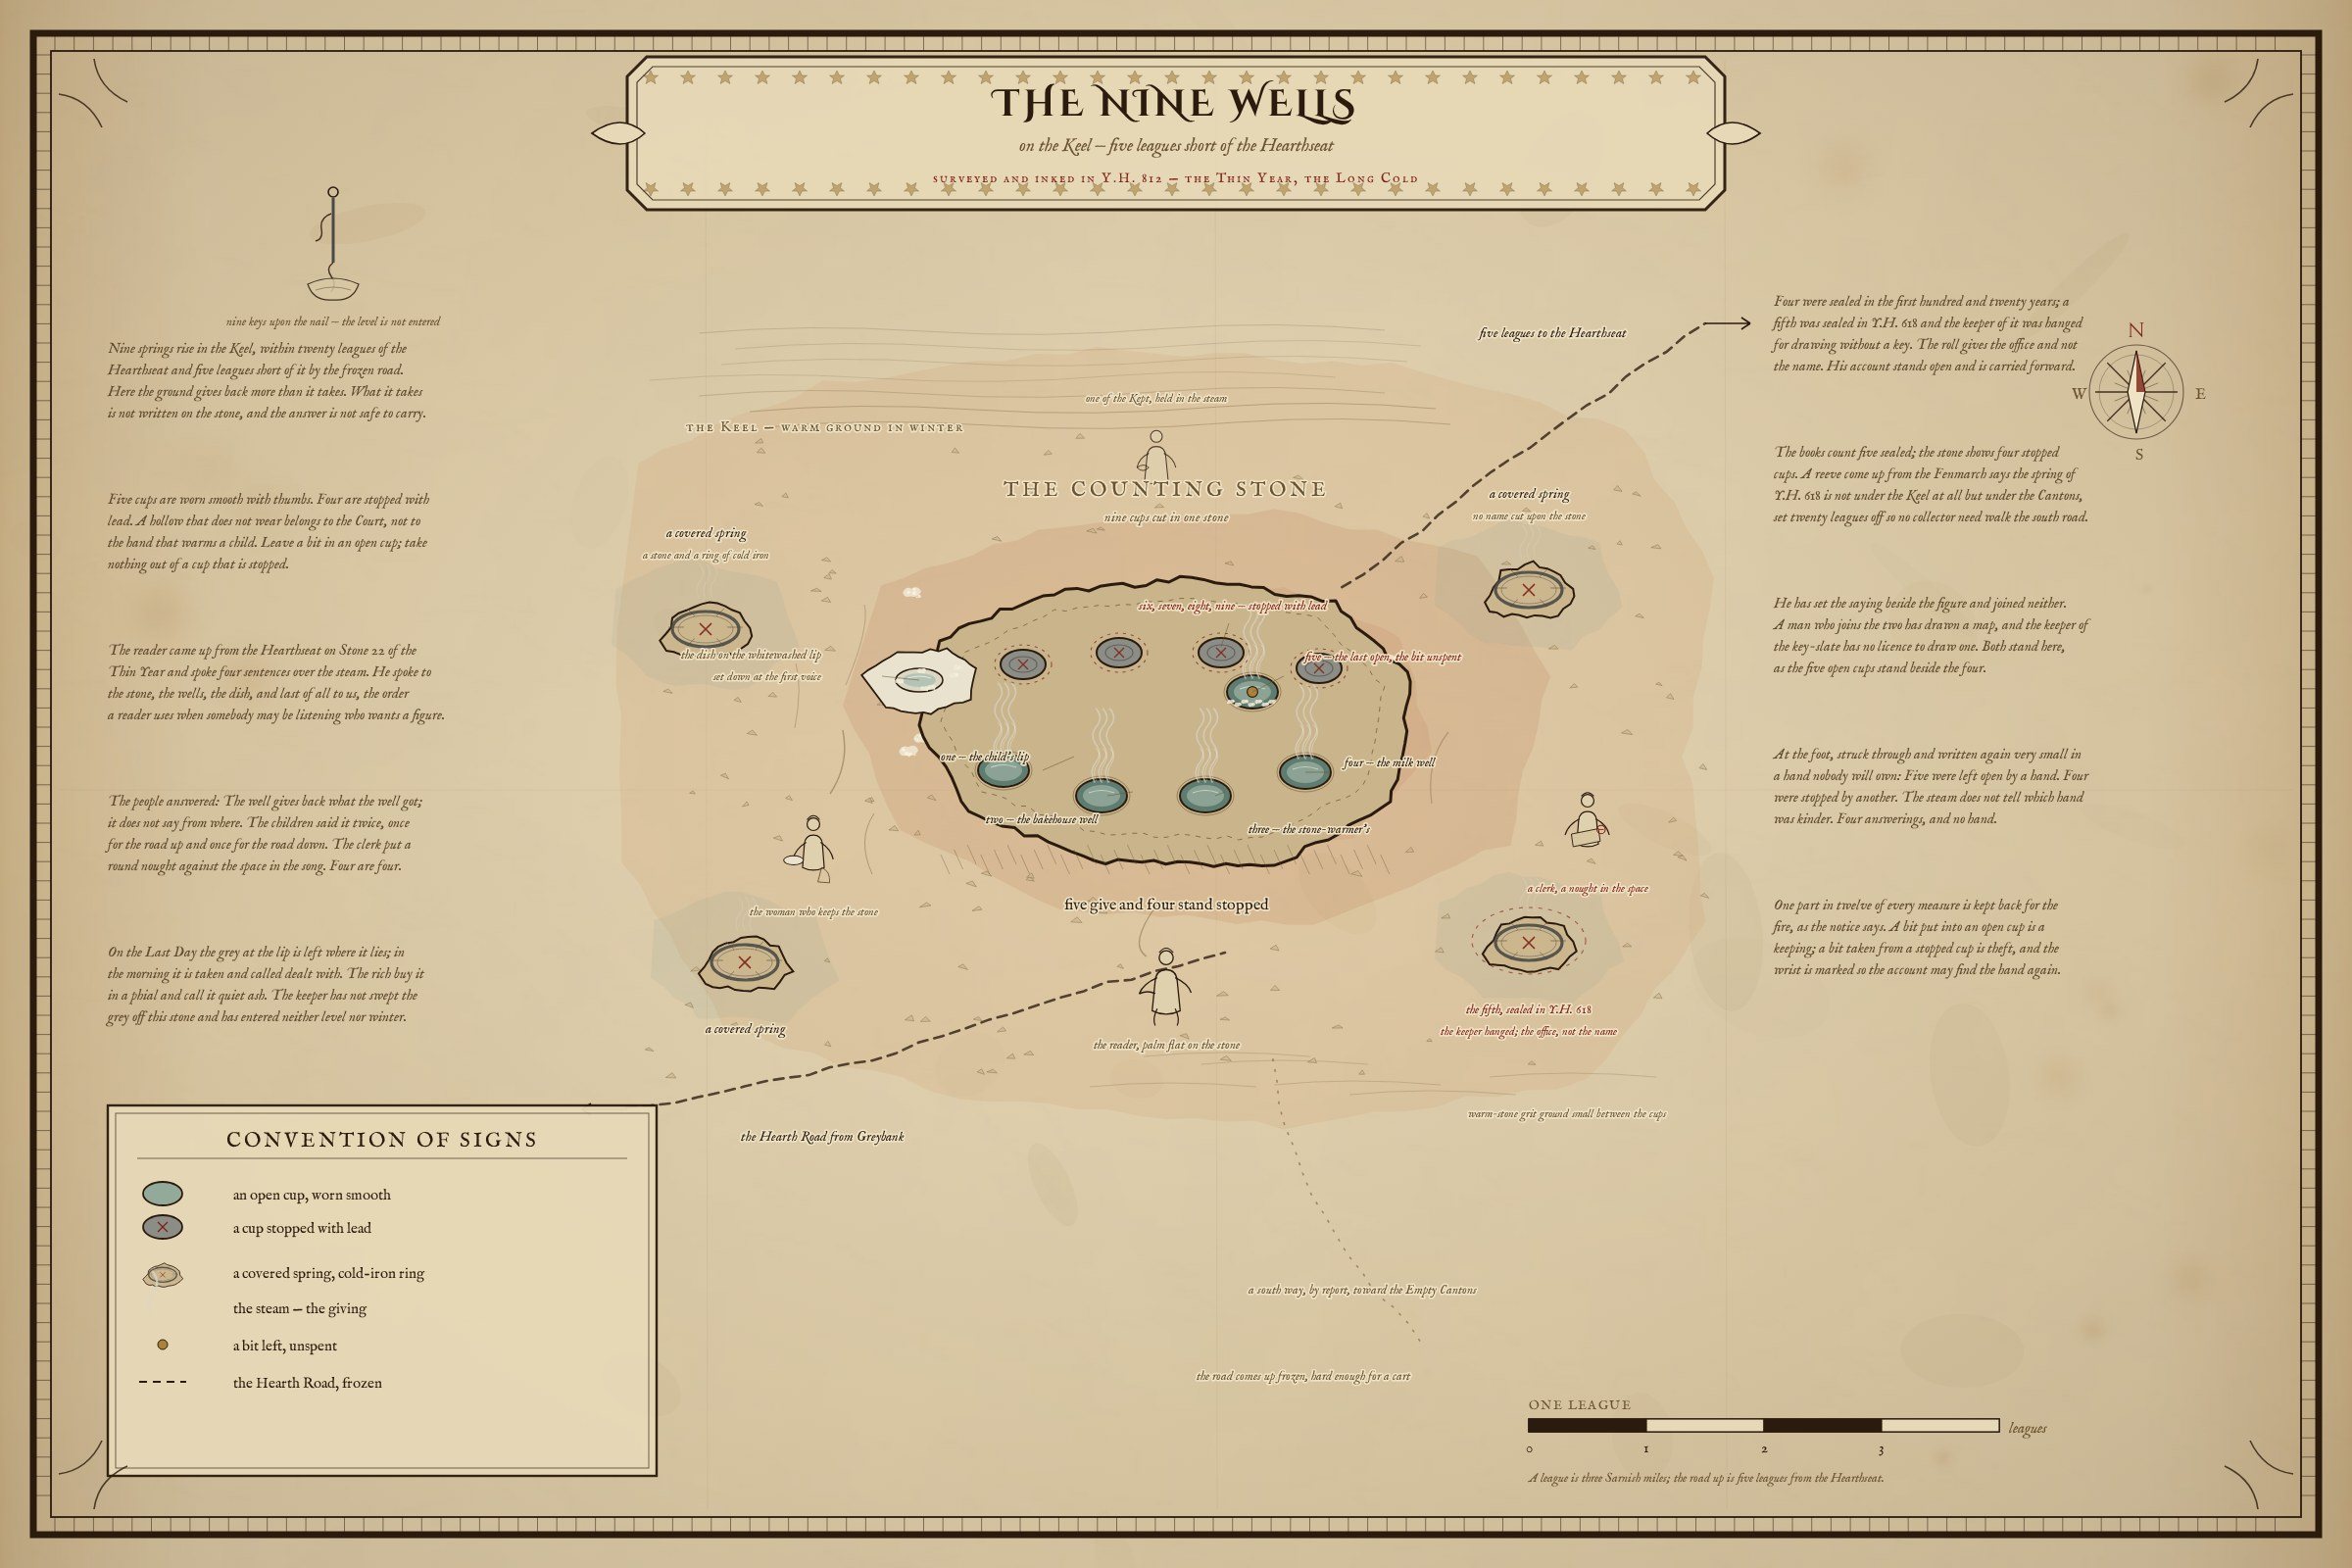 THE NINE WELLS
on the Keel — five leagues short of the Hearthseat
surveyed and inked in Y.H. 812 — the Thin Year, the Long Cold
nine keys upon the nail — the level is not entered
Nine springs rise in the Keel, within twenty leagues of the
Hearthseat and five leagues short of it by the frozen road.
Here the ground gives back more than it takes. What it takes
is not written on the stone, and the answer is not safe to carry.
Five cups are worn smooth with thumbs. Four are stopped with
lead. A hollow that does not wear belongs to the Court, not to
the hand that warms a child. Leave a bit in an open cup; take
nothing out of a cup that is stopped.
The reader came up from the Hearthseat on Stone 22 of the
Thin Year and spoke four sentences over the steam. He spoke to
the stone, the wells, the dish, and last of all to us, the order
a reader uses when somebody may be listening who wants a figure.
The people answered: The well gives back what the well got;
it does not say from where. The children said it twice, once
for the road up and once for the road down. The clerk put a
round nought against the space in the song. Four are four.
On the Last Day the grey at the lip is left where it lies; in
the morning it is taken and called dealt with. The rich buy it
in a phial and call it quiet ash. The keeper has not swept the
grey off this stone and has entered neither level nor winter.
five leagues to the Hearthseat
one of the Kept, held in the steam
the Keel — warm ground in winter
THE COUNTING STONE
nine cups cut in one stone
a covered spring
no name cut upon the stone
a covered spring
a stone and a ring of cold iron
six, seven, eight, nine — stopped with lead
the dish on the whitewashed lip
set down at the first voice
five — the last open, the bit unspent
one — the child's lip
four — the milk well
two — the bakehouse well
three — the stone-warmer's
a clerk, a nought in the space
five give and four stand stopped
the woman who keeps the stone
the fifth, sealed in Y.H. 618
the keeper hanged; the office, not the name
a covered spring
the reader, palm flat on the stone
warm-stone grit ground small between the cups
the Hearth Road from Greybank
a south way, by report, toward the Empty Cantons
the road comes up frozen, hard enough for a cart
Four were sealed in the first hundred and twenty years; a
fifth was sealed in Y.H. 618 and the keeper of it was hanged
for drawing without a key. The roll gives the office and not
the name. His account stands open and is carried forward.
N
W
E
S
The books count five sealed; the stone shows four stopped
cups. A reeve come up from the Fenmarch says the spring of
Y.H. 618 is not under the Keel at all but under the Cantons,
set twenty leagues off so no collector need walk the south road.
He has set the saying beside the figure and joined neither.
A man who joins the two has drawn a map, and the keeper of
the key-slate has no licence to draw one. Both stand here,
as the five open cups stand beside the four.
At the foot, struck through and written again very small in
a hand nobody will own: Five were left open by a hand. Four
were stopped by another. The steam does not tell which hand
was kinder. Four answerings, and no hand.
One part in twelve of every measure is kept back for the
fire, as the notice says. A bit put into an open cup is a
keeping; a bit taken from a stopped cup is theft, and the
wrist is marked so the account may find the hand again.
CONVENTION OF SIGNS
an open cup, worn smooth
a cup stopped with lead
a covered spring, cold-iron ring
the steam — the giving
a bit left, unspent
the Hearth Road, frozen
ONE LEAGUE
leagues
0 1 2 3
A league is three Sarnish miles; the road up is five leagues from the Hearthseat.